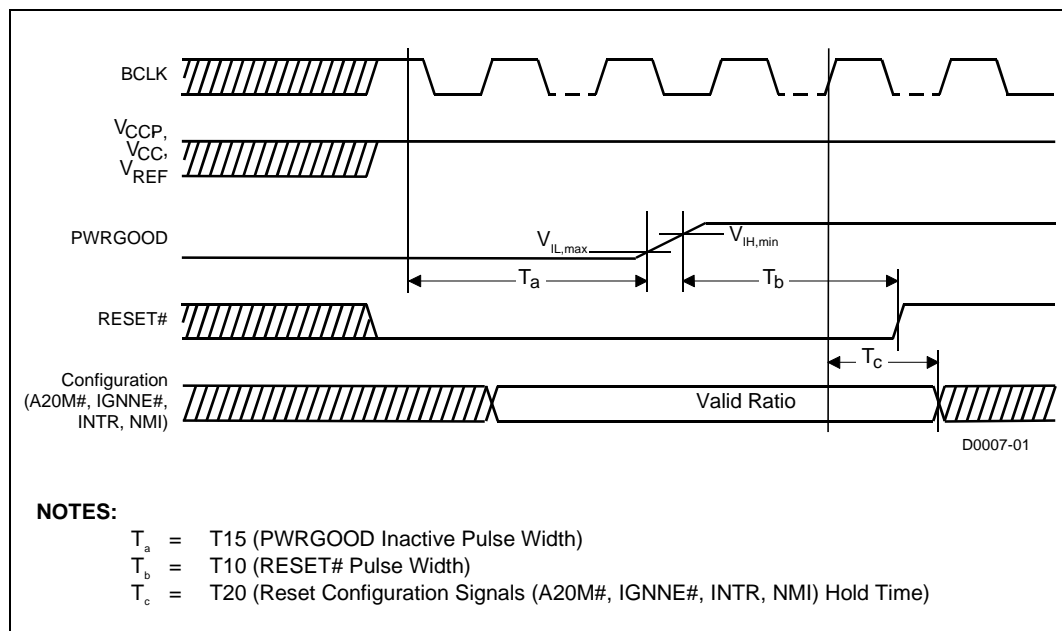 BCLK
VCCP,
VCC,
VREF
PWRGOOD
VIL,max
VIH,min
Ta
Tb
RESET#
Tc
Configuration
(A20M#, IGNNE#,
INTR, NMI)
Valid Ratio
D0007-01
NOTES:
Ta = T15 (PWRGOOD Inactive Pulse Width)
Tb = T10 (RESET# Pulse Width)
Tc = T20 (Reset Configuration Signals (A20M#, IGNNE#, INTR, NMI) Hold Time)